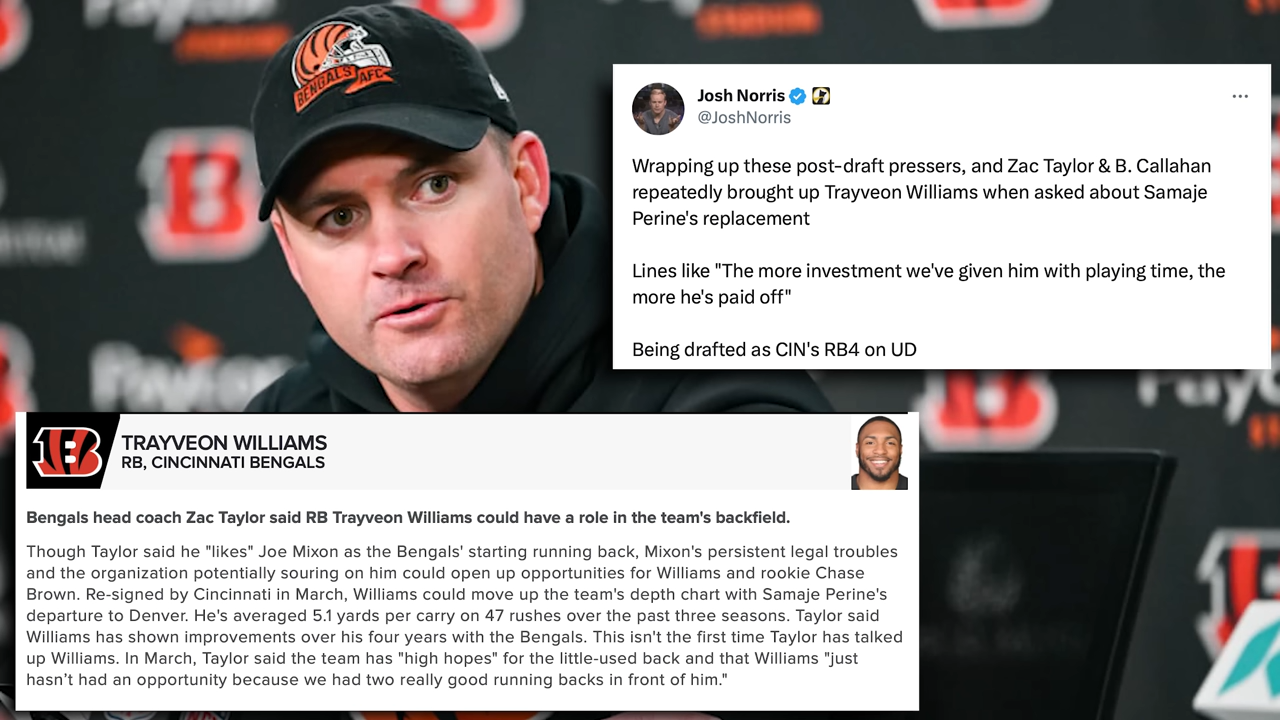 BENGALS AFC
Josh Norris
@JoshNorris
Wrapping up these post-draft pressers, and Zac Taylor & B. Callahan
repeatedly brought up Trayveon Williams when asked about Samaje
Perine's replacement
Lines like "The more investment we've given him with playing time, the
more he's paid off"
Being drafted as CIN's RB4 on UD
TRAYVEON WILLIAMS
RB, CINCINNATI BENGALS
Bengals head coach Zac Taylor said RB Trayveon Williams could have a role in the team's backfield.
Though Taylor said he "likes" Joe Mixon as the Bengals' starting running back, Mixon's persistent legal troubles
and the organization potentially souring on him could open up opportunities for Williams and rookie Chase
Brown. Re-signed by Cincinnati in March, Williams could move up the team's depth chart with Samaje Perine's
departure to Denver. He's averaged 5.1 yards per carry on 47 rushes over the past three seasons. Taylor said
Williams has shown improvements over his four years with the Bengals. This isn't the first time Taylor has talked
up Williams. In March, Taylor said the team has "high hopes" for the little-used back and that Williams "just
hasn’t had an opportunity because we had two really good running backs in front of him."